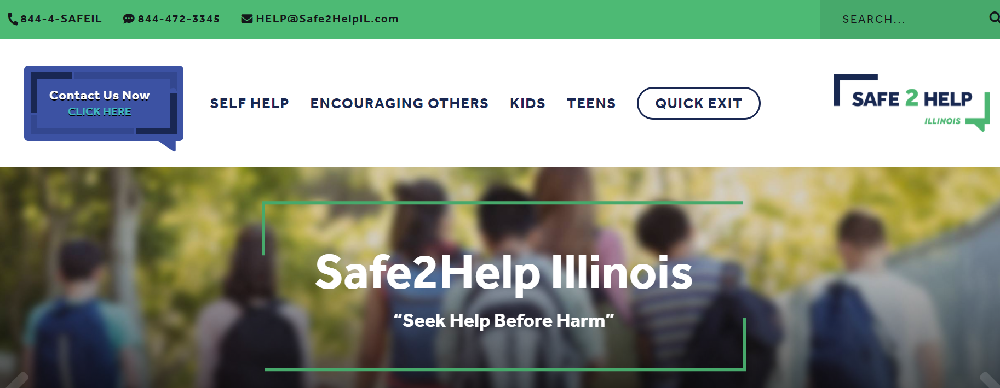 844-4-SAFEIL 844-472-3345 HELP@Safe2HelpIL.com SEARCH...
Contact Us Now
CLICK HERE
SELF HELP ENCOURAGING OTHERS KIDS TEENS QUICK EXIT
SAFE 2 HELP
ILLINOIS
Safe2Help Illinois
“Seek Help Before Harm”